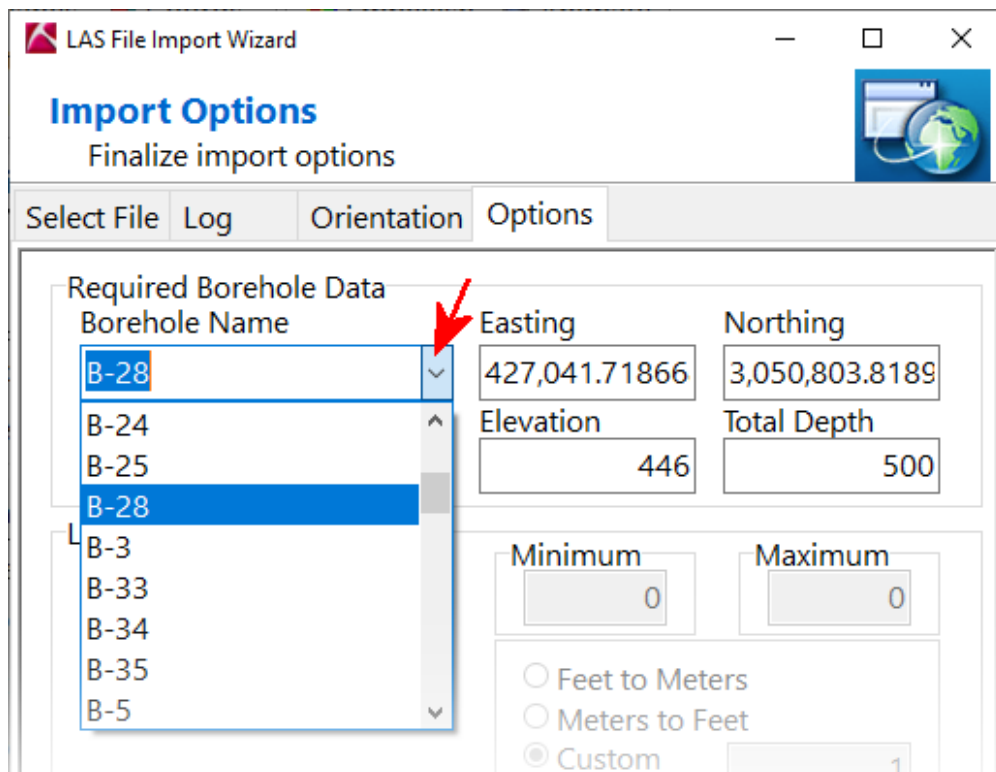 LAS File Import Wizard
Import Options
Finalize import options
Select File Log Orientation Options
Required Borehole Data
Borehole Name Easting Northing
B-28 427,041.71866 3,050,803.8189
Elevation Total Depth
446 500
B-24
B-25
B-28
B-3
B-33
B-34
B-35
B-5
L
Minimum Maximum
0 0
Feet to Meters
Meters to Feet
Custom 1